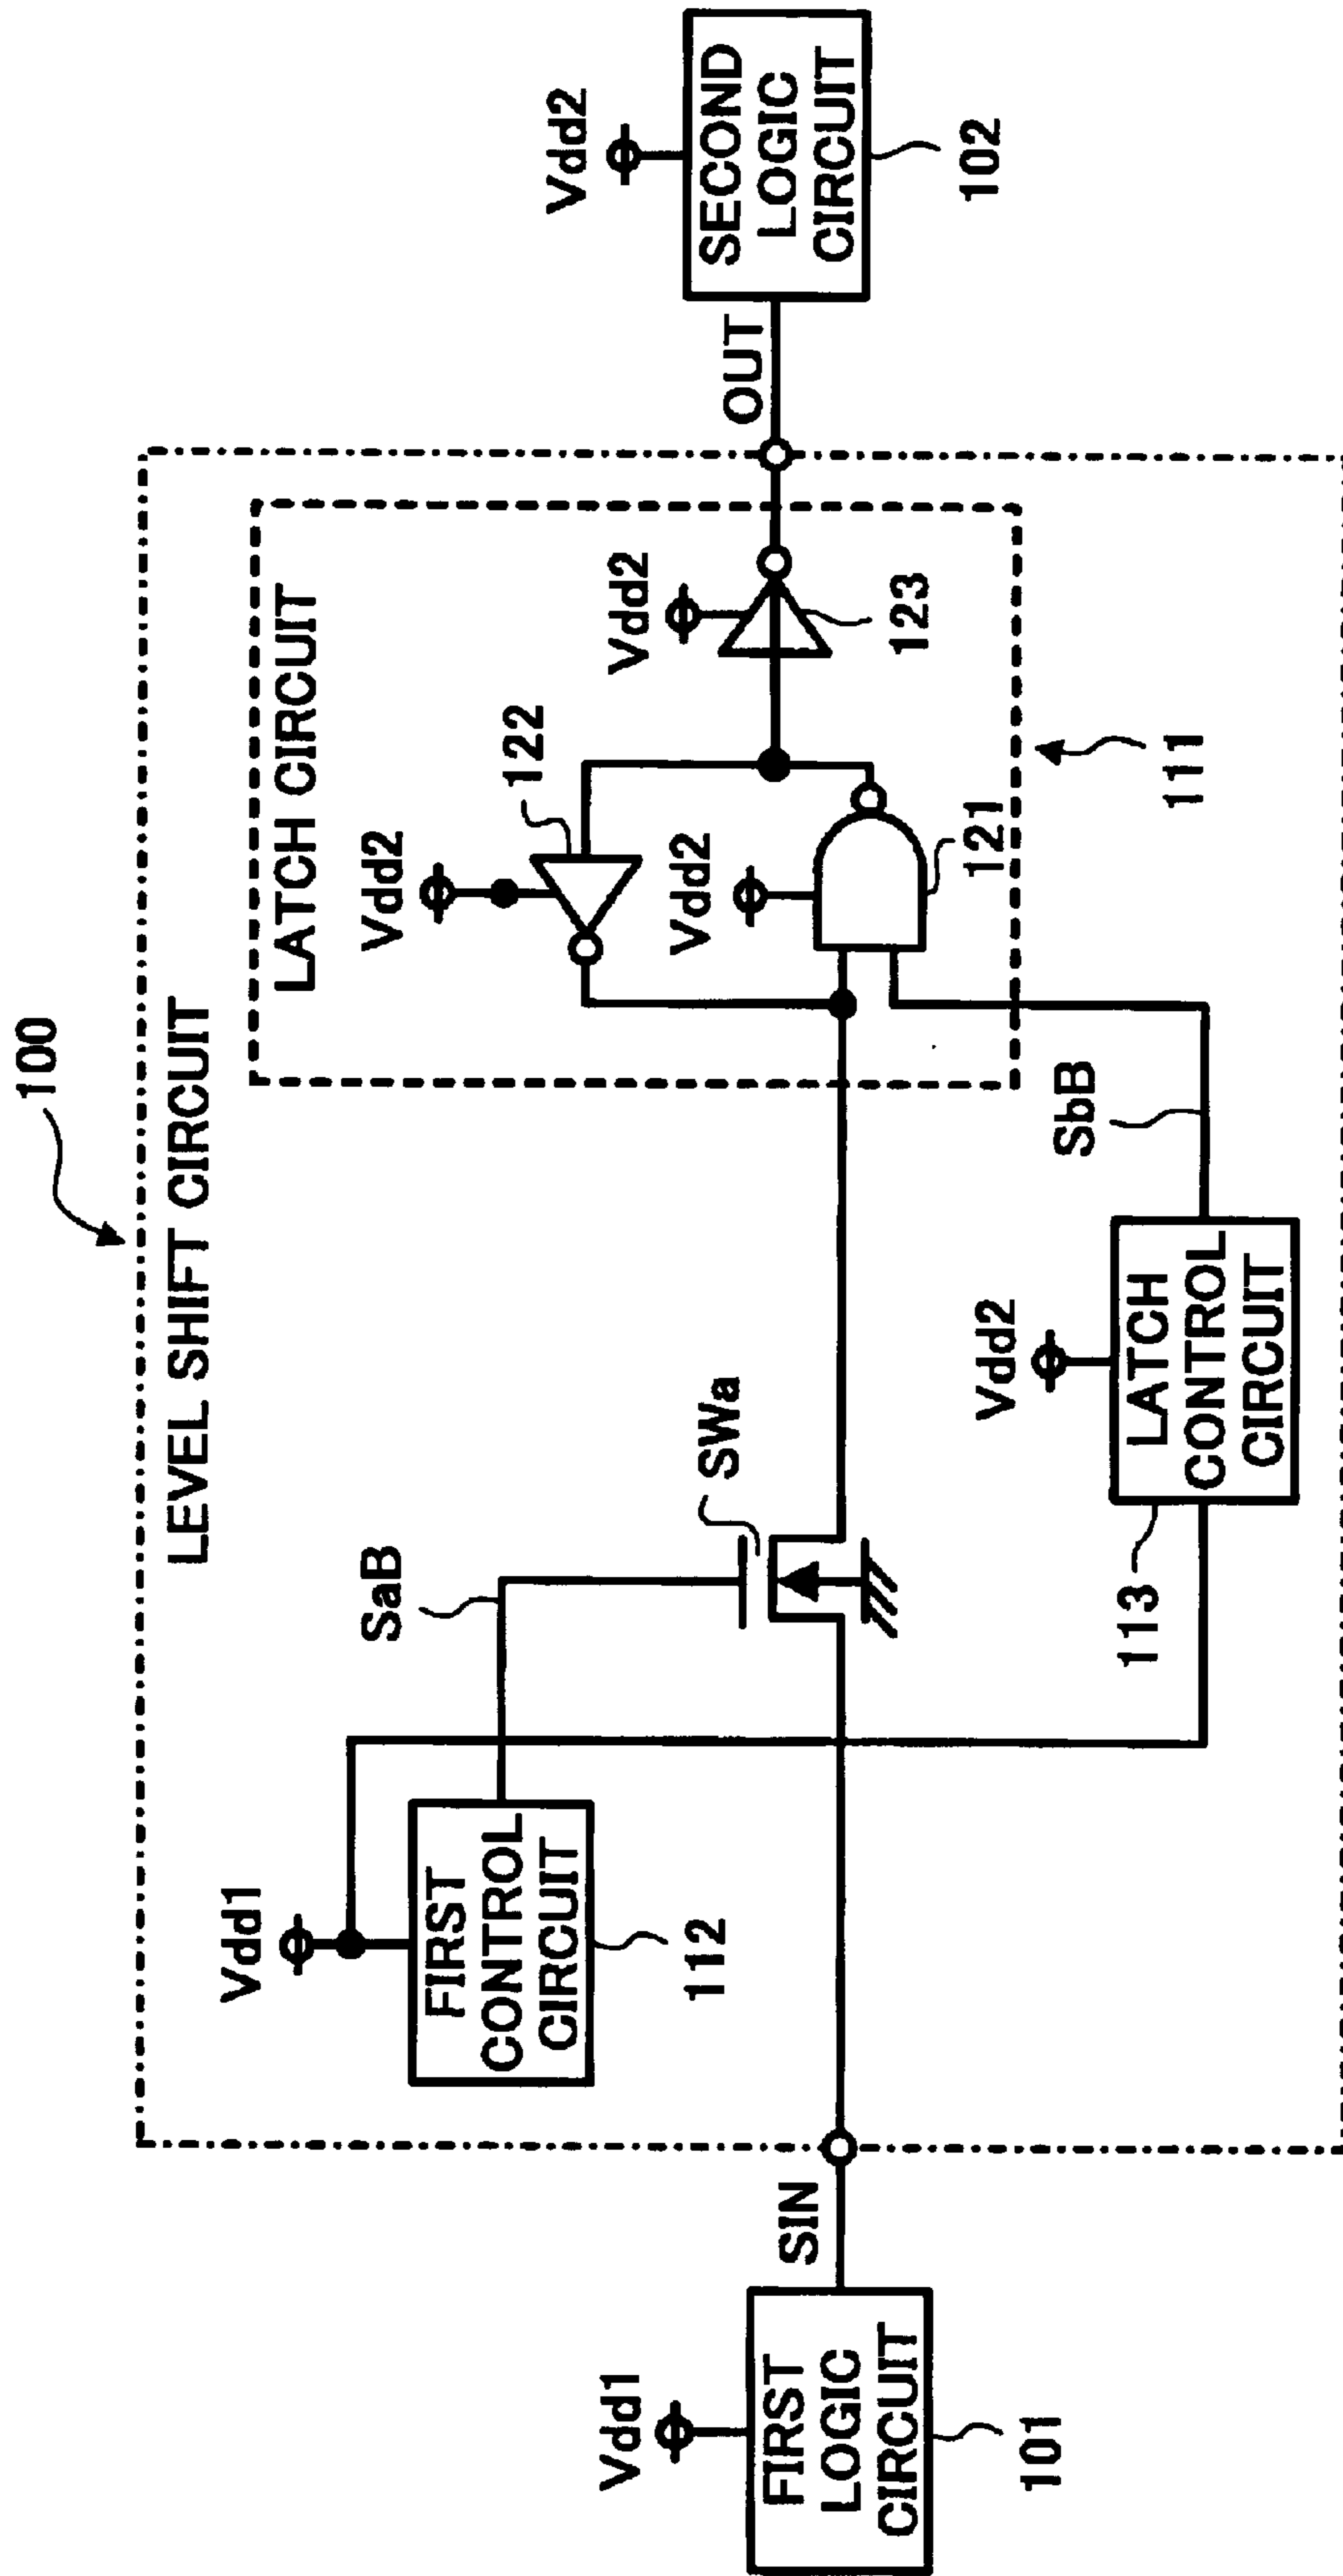 100
LEVEL SHIFT CIRCUIT
LATCH CIRCUIT
Vdd1
FIRST
CONTROL
CIRCUIT
112
SaB
SWa
Vdd2
122
Vdd2
123
Vdd2
121
111
OUT
Vdd2
SECOND
LOGIC
CIRCUIT
102
Vdd1
FIRST
LOGIC
CIRCUIT
101
SIN
Vdd2
LATCH
CONTROL
CIRCUIT
113
SbB